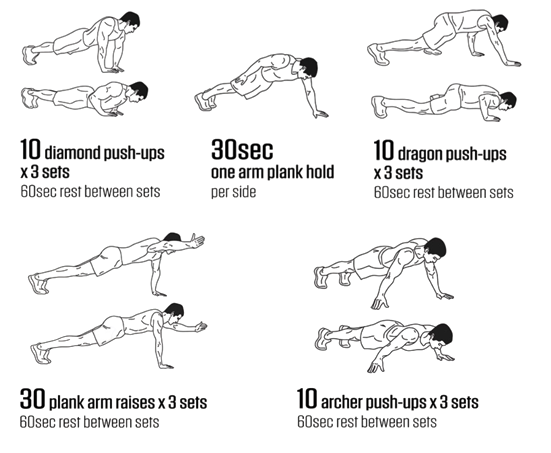 10 diamond push-ups
x 3 sets
60sec rest between sets
30sec
one arm plank hold
per side
10 dragon push-ups
x 3 sets
60sec rest between sets
30 plank arm raises x 3 sets
60sec rest between sets
10 archer push-ups x 3 sets
60sec rest between sets